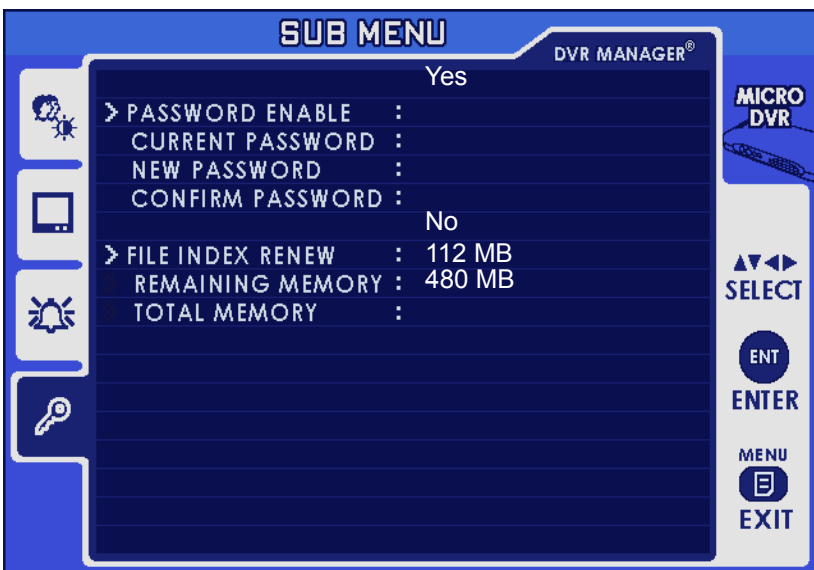 SUB MENU
DVR MANAGER®
Yes
> PASSWORD ENABLE :
CURRENT PASSWORD :
NEW PASSWORD :
CONFIRM PASSWORD :
No
> FILE INDEX RENEW : 112 MB
REMAINING MEMORY : 480 MB
TOTAL MEMORY :
MICRO
DVR
▲▼◀▶
SELECT
ENT
ENTER
MENU
EXIT